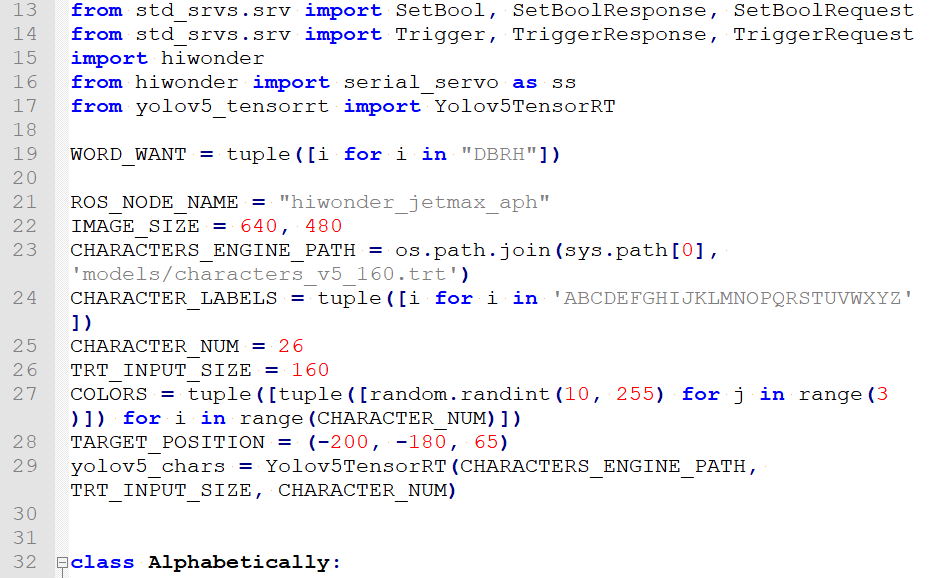 13 from std_srvs.srv import SetBool, SetBoolResponse, SetBoolRequest
14 from std_srvs.srv import Trigger, TriggerResponse, TriggerRequest
15 import hiwonder
16 from hiwonder import serial_servo as ss
17 from yolov5_tensorrt import Yolov5TensorRT
18
19 WORD_WANT = tuple([i for i in "DBRH"])
20
21 ROS_NODE_NAME = "hiwonder_jetmax_aph"
22 IMAGE_SIZE = 640, 480
23 CHARACTERS_ENGINE_PATH = os.path.join(sys.path[0],
'models/characters_v5_160.trt')
24 CHARACTER_LABELS = tuple([i for i in 'ABCDEFGHIJKLMNOPQRSTUVWXYZ'
])
25 CHARACTER_NUM = 26
26 TRT_INPUT_SIZE = 160
27 COLORS = tuple([tuple([random.randint(10, 255) for j in range(3
)]) for i in range(CHARACTER_NUM)])
28 TARGET_POSITION = (-200, -180, 65)
29 yolov5_chars = Yolov5TensorRT(CHARACTERS_ENGINE_PATH,
TRT_INPUT_SIZE, CHARACTER_NUM)
30
31
32 class Alphabetically: